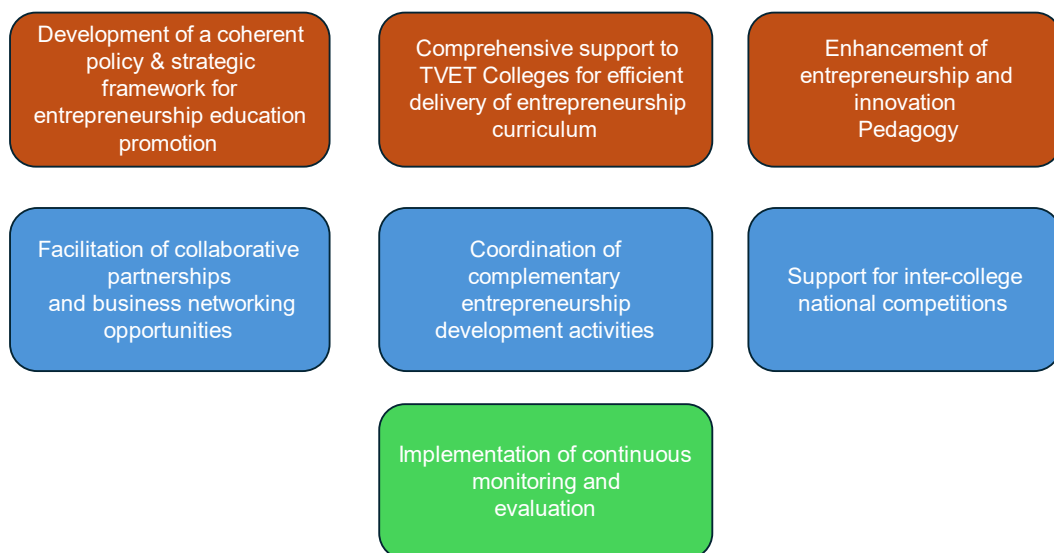 Development of a coherent
policy & strategic
framework for
entrepreneurship education
promotion
Comprehensive support to
TVET Colleges for efficient
delivery of entrepreneurship
curriculum
Enhancement of
entrepreneurship and
innovation
Pedagogy
Facilitation of collaborative
partnerships
and business networking
opportunities
Coordination of
complementary
entrepreneurship
development activities
Support for inter-college
national competitions
Implementation of continuous
monitoring and
evaluation